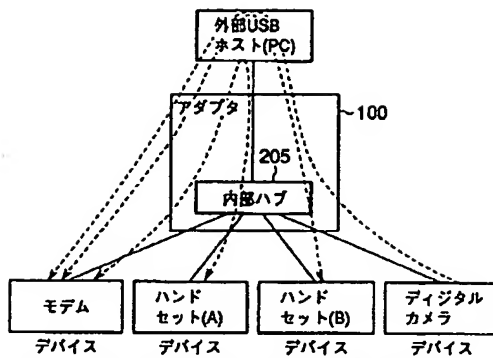 外部USB
ホスト(PC)
アダプタ
100
205
内部ハブ
モデム
ハンド
セット(A)
ハンド
セット(B)
ディジタル
カメラ
デバイス
デバイス
デバイス
デバイス